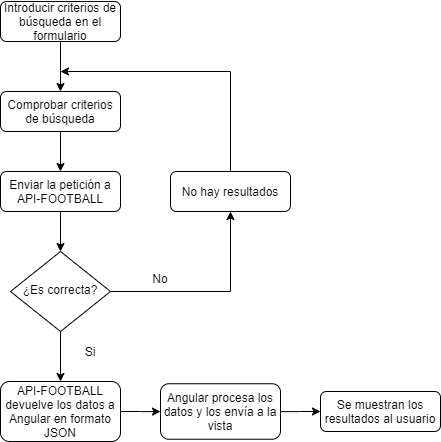 Introducir criterios de
búsqueda en el
formulario
Comprobar criterios
de búsqueda
Enviar la petición a
API-FOOTBALL
No hay resultados
¿Es correcta?
No
Si
API-FOOTBALL
devuelve los datos a
Angular en formato
JSON
Angular procesa los
datos y los envía a la
vista
Se muestran los
resultados al usuario